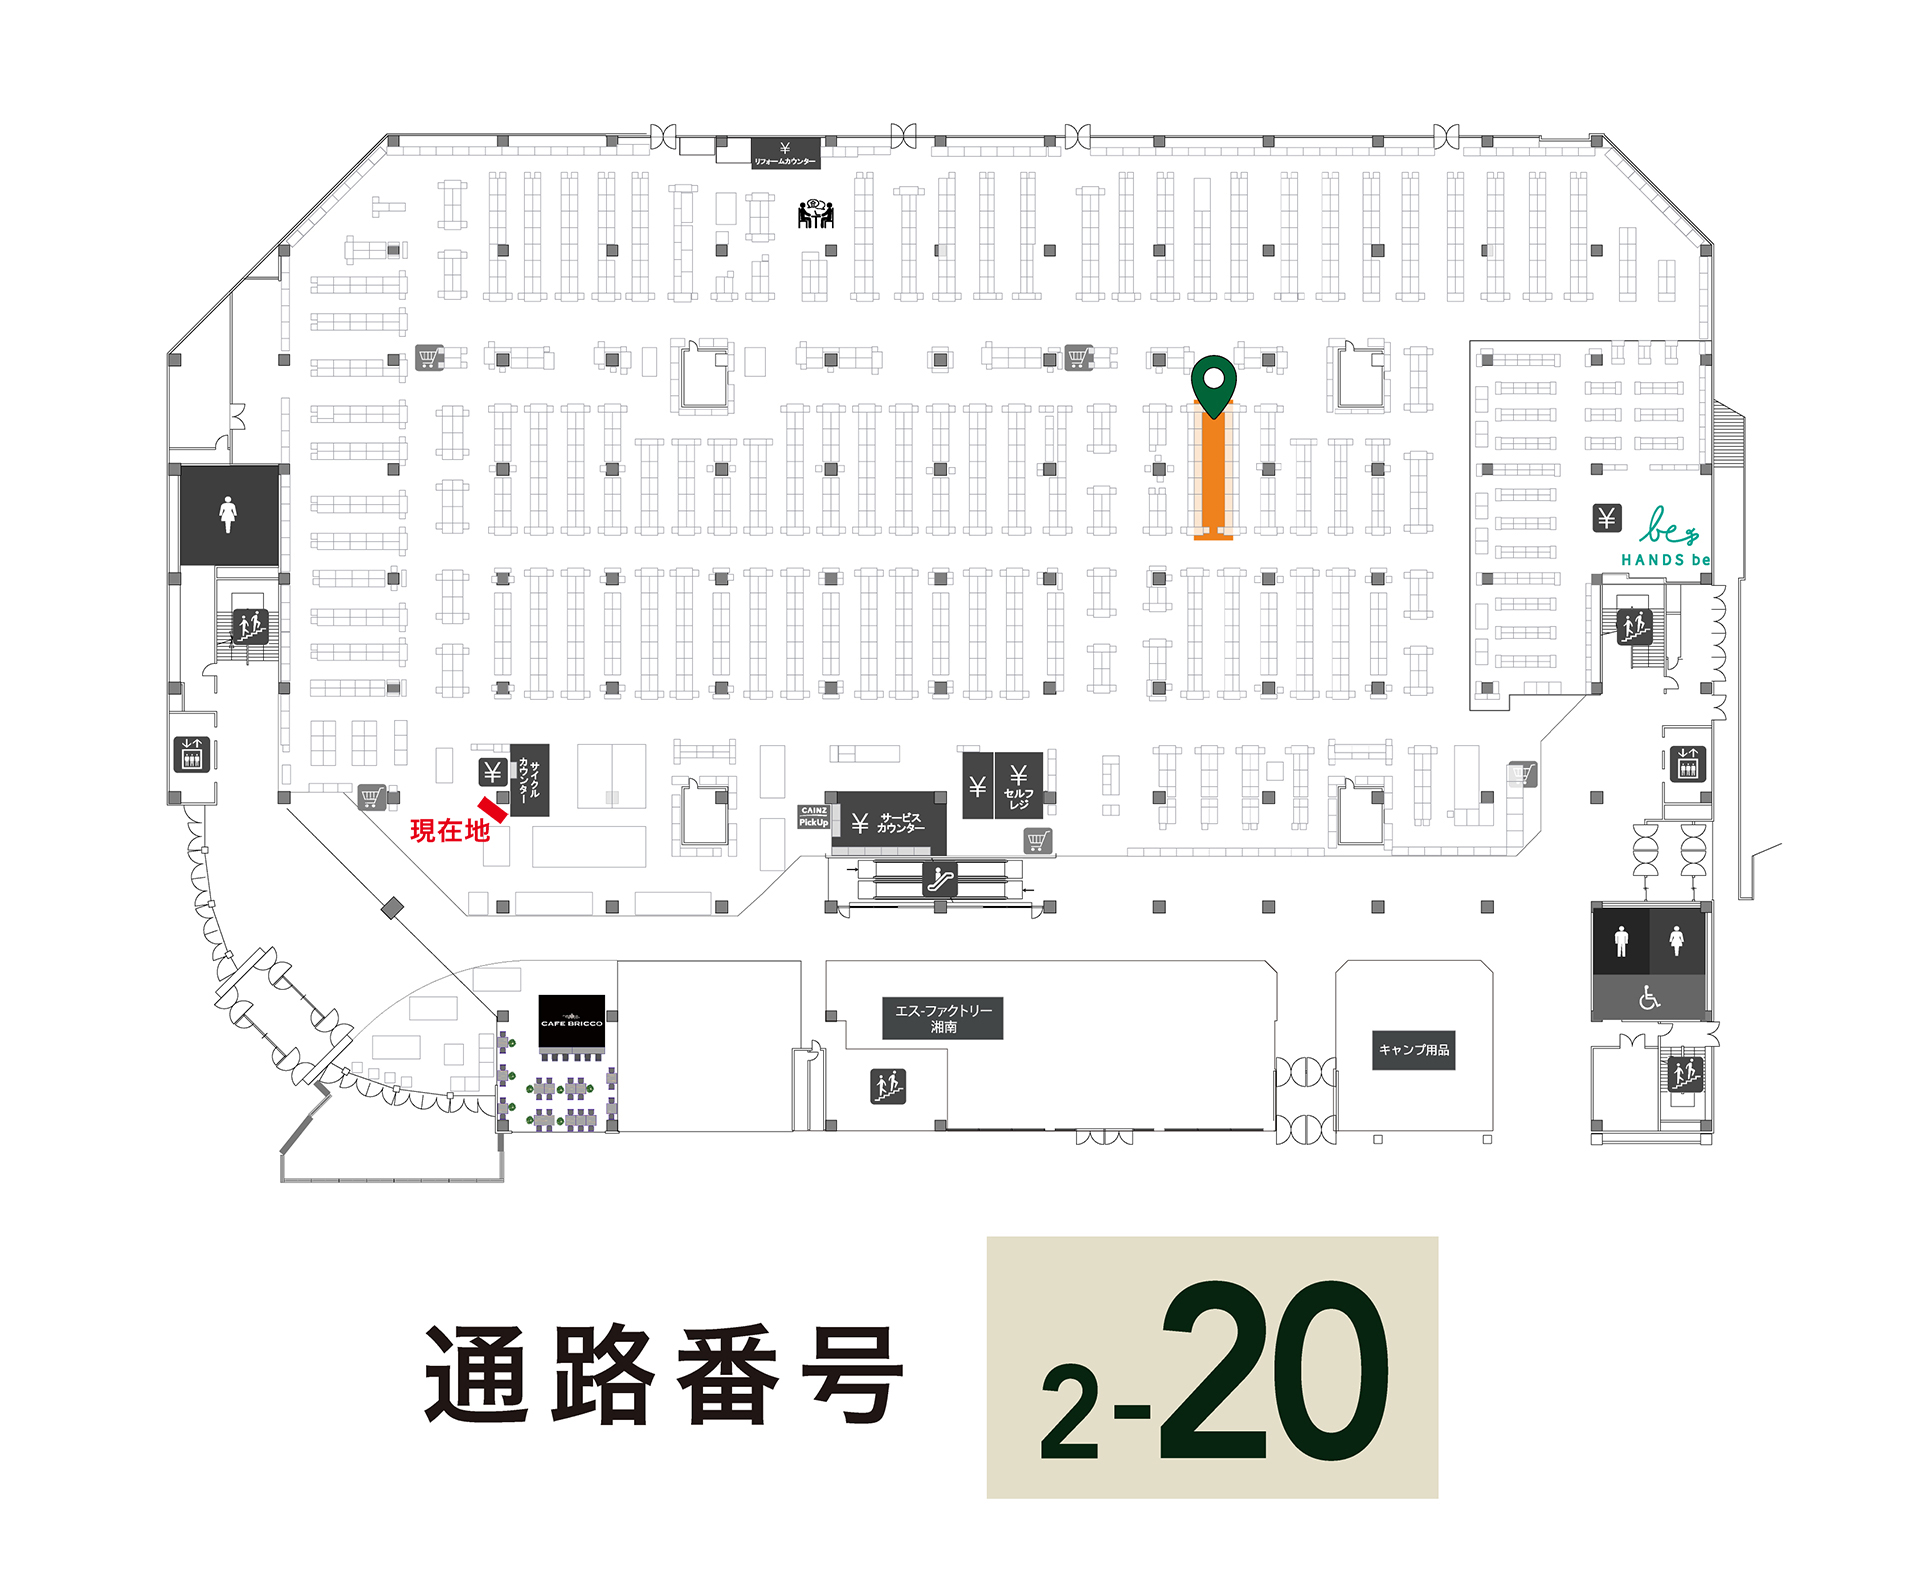 ¥
リフォームカウンター
¥
be
HANDS be
¥
サイクル
カウンター
現在地
CAINZ
PickUp
¥
サービス
カウンター
¥
¥
セルフ
レジ
CAFE BRICCO
エス-ファクトリー
湘南
キャンプ用品
通路番号
2-20